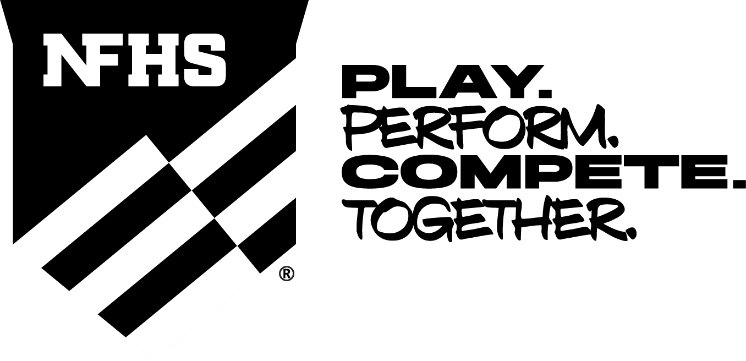 NFHS
PLAY.
PERFORM.
COMPETE.
TOGETHER.
®